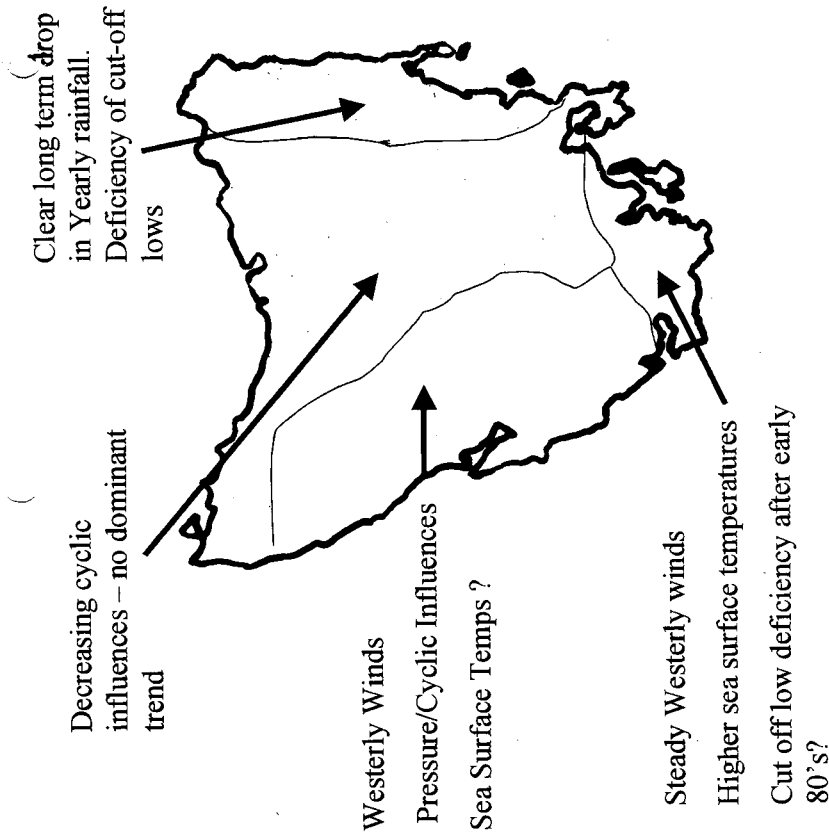 Decreasing cyclic
influences – no dominant
trend
Clear long term drop
in Yearly rainfall.
Deficiency of cut-off
lows
Westerly Winds
Pressure/Cyclic Influences
Sea Surface Temps ?
Steady Westerly winds
Higher sea surface temperatures
Cut off low deficiency after early
80's?